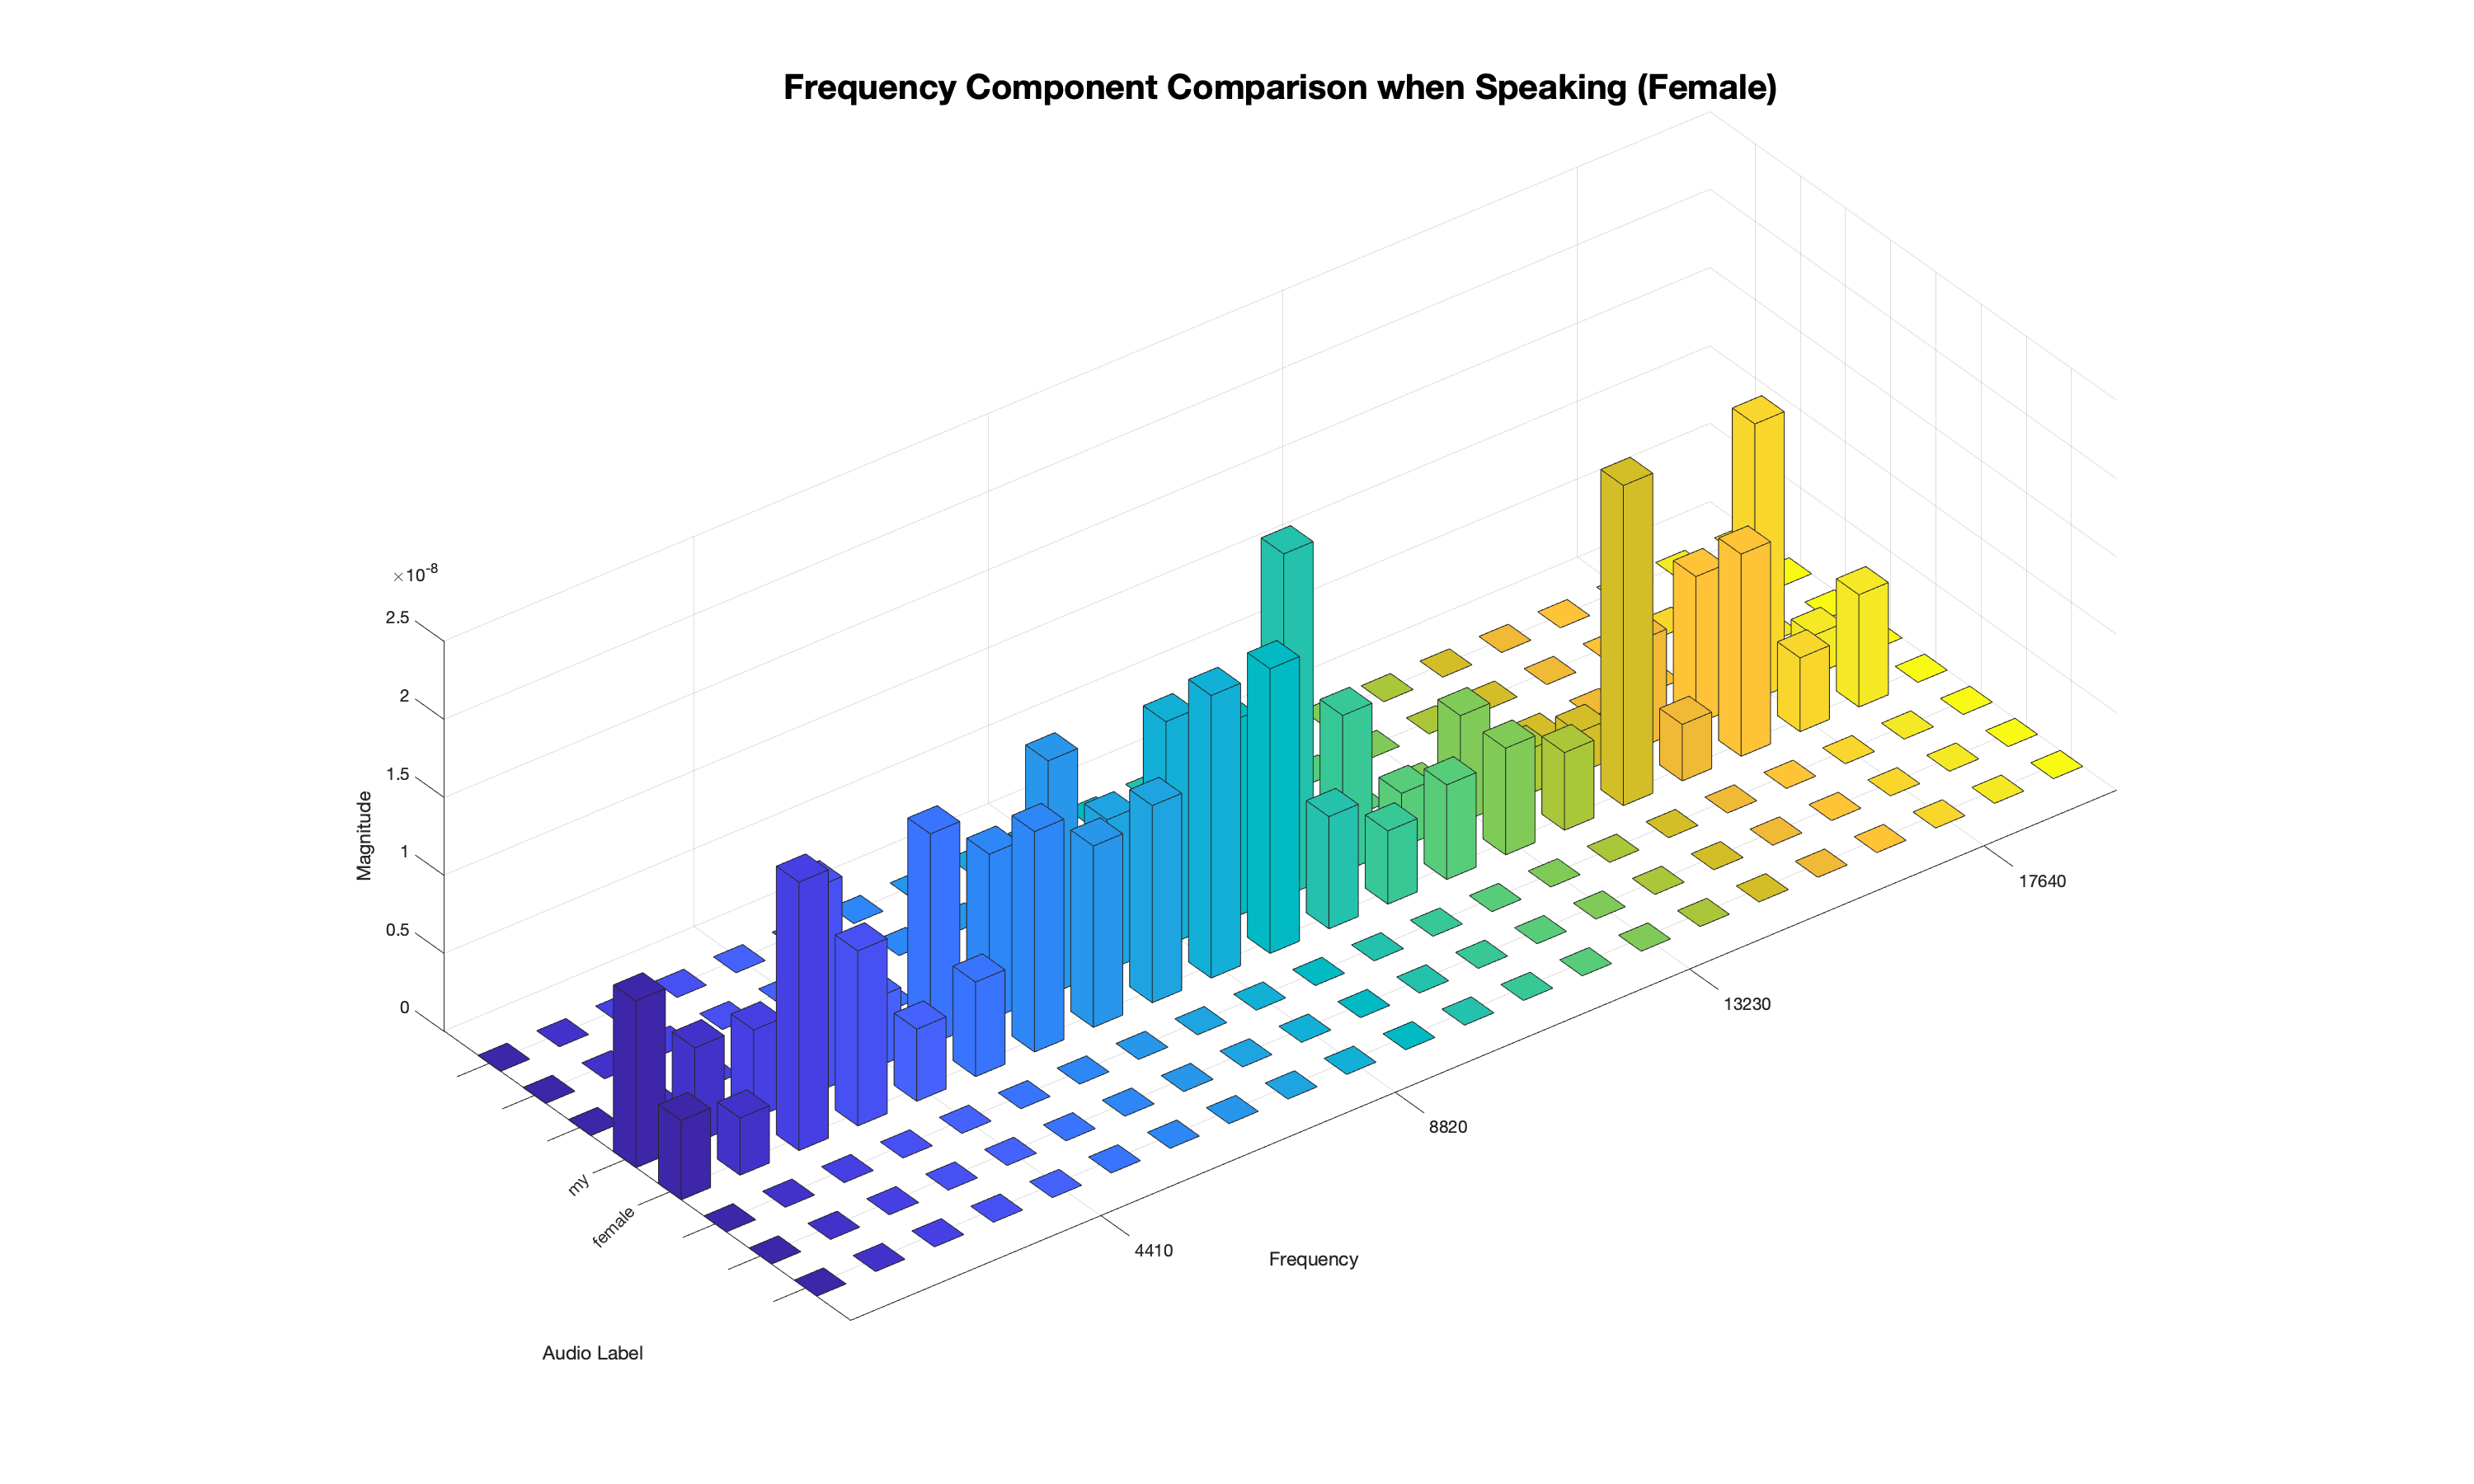 Frequency Component Comparison when Speaking (Female)
×10-8
2.5
2
1.5
1
0.5
0
Magnitude
my
female
Audio Label
4410
8820
13230
17640
Frequency